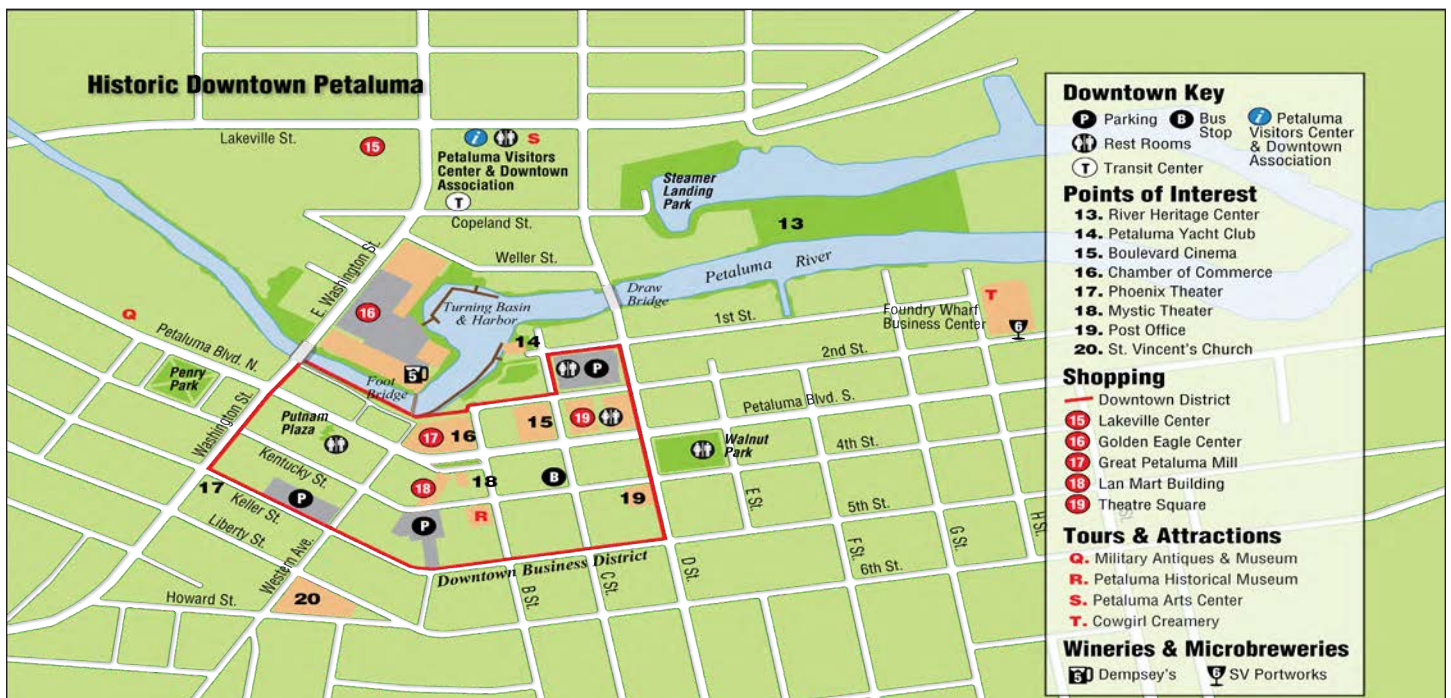 Historic Downtown Petaluma
Lakeville St.
15
i
S
Petaluma Visitors
Center & Downtown
Association
T
Copeland St.
Weller St.
E. Washington St.
Steamer
Landing
Park
13
Petaluma River
Draw
Bridge
Turning Basin
& Harbor
16
14
5
Foot
Bridge
Q
Petaluma Blvd. N.
Penry
Park
Washington St.
Putnam
Plaza
Kentucky St.
17
Keller St.
Liberty St.
Western Ave.
Howard St.
20
P
P
P
17
16
15
19
18
18
B
R
19
Downtown Business District
1st St.
2nd St.
Foundry Wharf
Business Center
T
6
Petaluma Blvd. S.
Walnut
Park
4th St.
5th St.
6th St.
B St.
C St.
D St.
E St.
F St.
G St.
H St.
Downtown Key
P Parking
B Bus
Stop
i Petaluma
Visitors Center
& Downtown
Association
Rest Rooms
T Transit Center
Points of Interest
13. River Heritage Center
14. Petaluma Yacht Club
15. Boulevard Cinema
16. Chamber of Commerce
17. Phoenix Theater
18. Mystic Theater
19. Post Office
20. St. Vincent's Church
Shopping
Downtown District
15 Lakeville Center
16 Golden Eagle Center
17 Great Petaluma Mill
18 Lan Mart Building
19 Theatre Square
Tours & Attractions
Q. Military Antiques & Museum
R. Petaluma Historical Museum
S. Petaluma Arts Center
T. Cowgirl Creamery
Wineries & Microbreweries
5 Dempsey's
6 SV Portworks